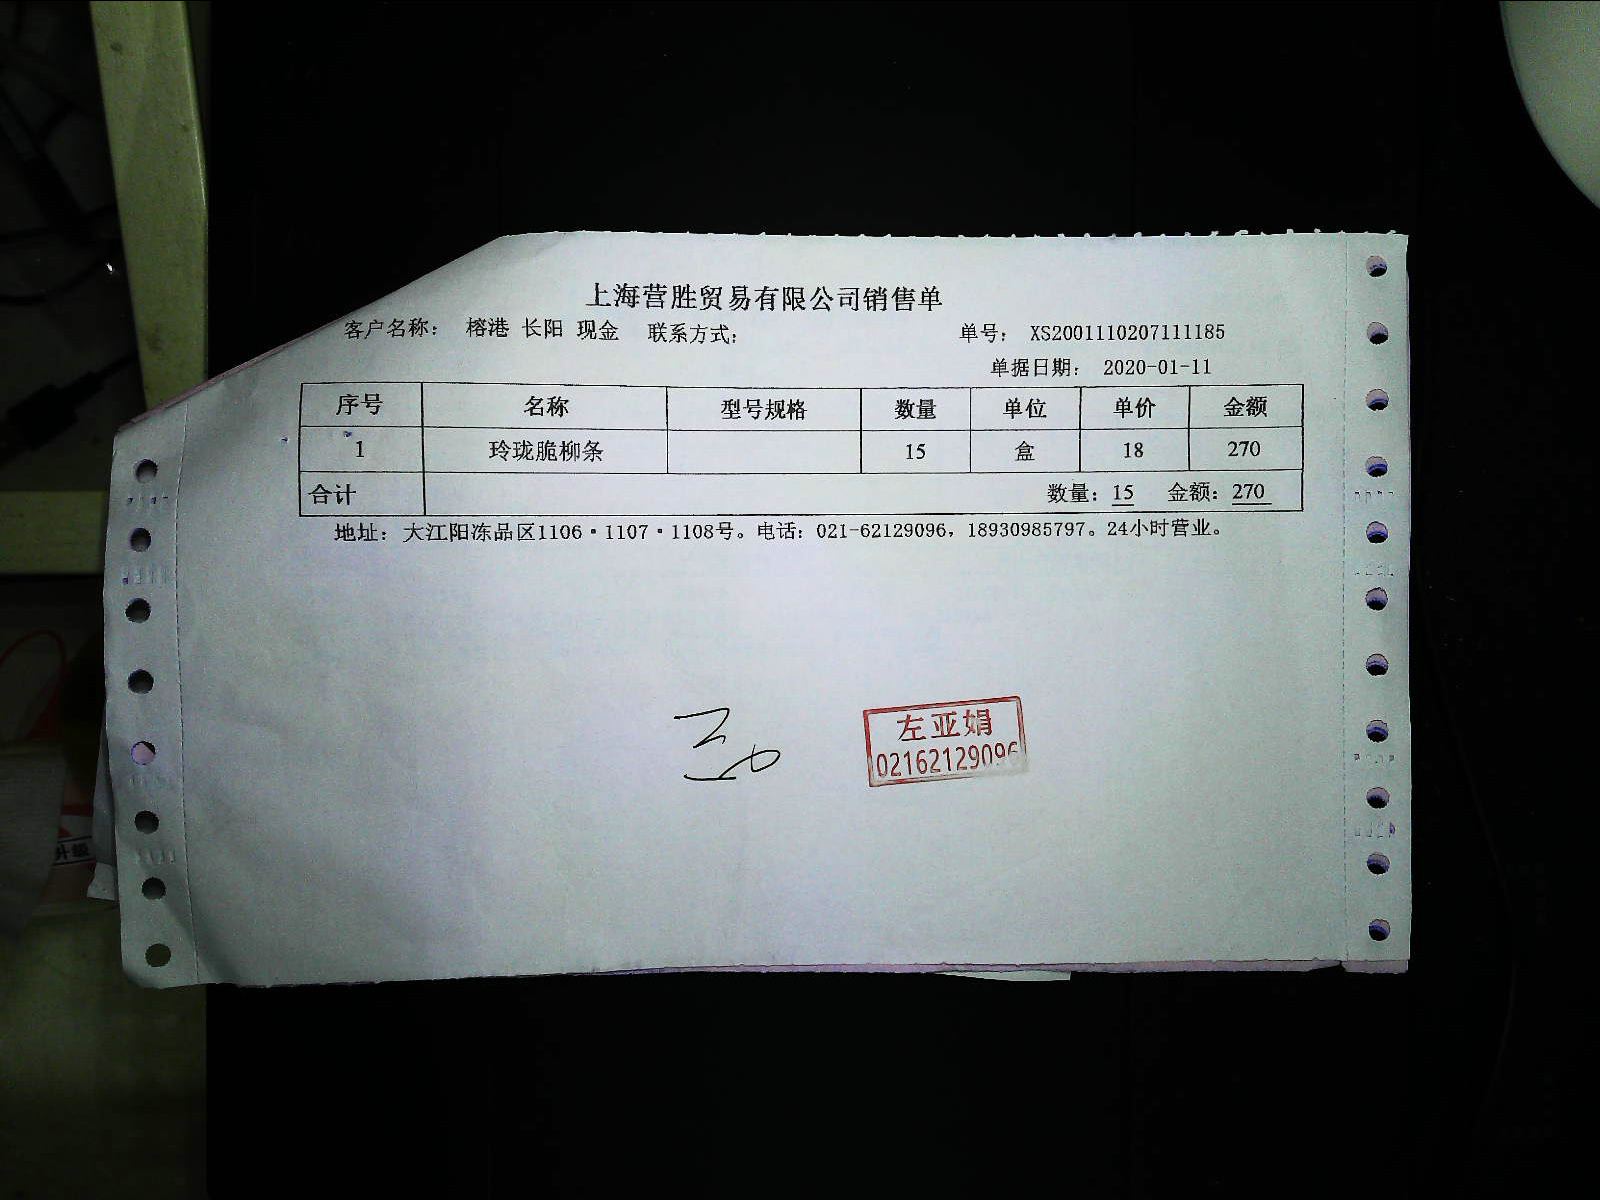 上海营胜贸易有限公司销售单
客户名称： 榕港 长阳 现金 联系方式： 单号： XS2001110207111185
单据日期： 2020-01-11
序号 名称 型号规格 数量 单位 单价 金额
1 玲珑脆柳条 15 盒 18 270
合计 数量：15 金额：270
地址：大江阳冻品区1106·1107·1108号。电话：021-62129096，18930985797。24小时营业。
左亚娟
02162129096
升级